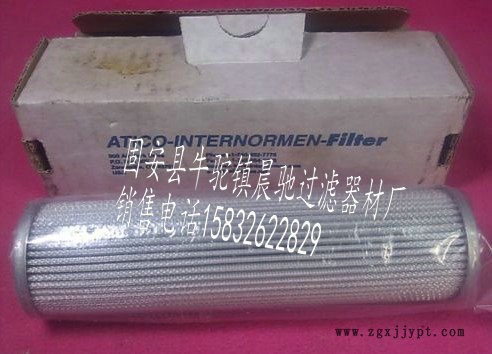 ATICO-INTERNORMEN-Filter
固安县牛驼镇晨驰过滤器材厂
销售电话15832622829
www.zgxjjypt.com